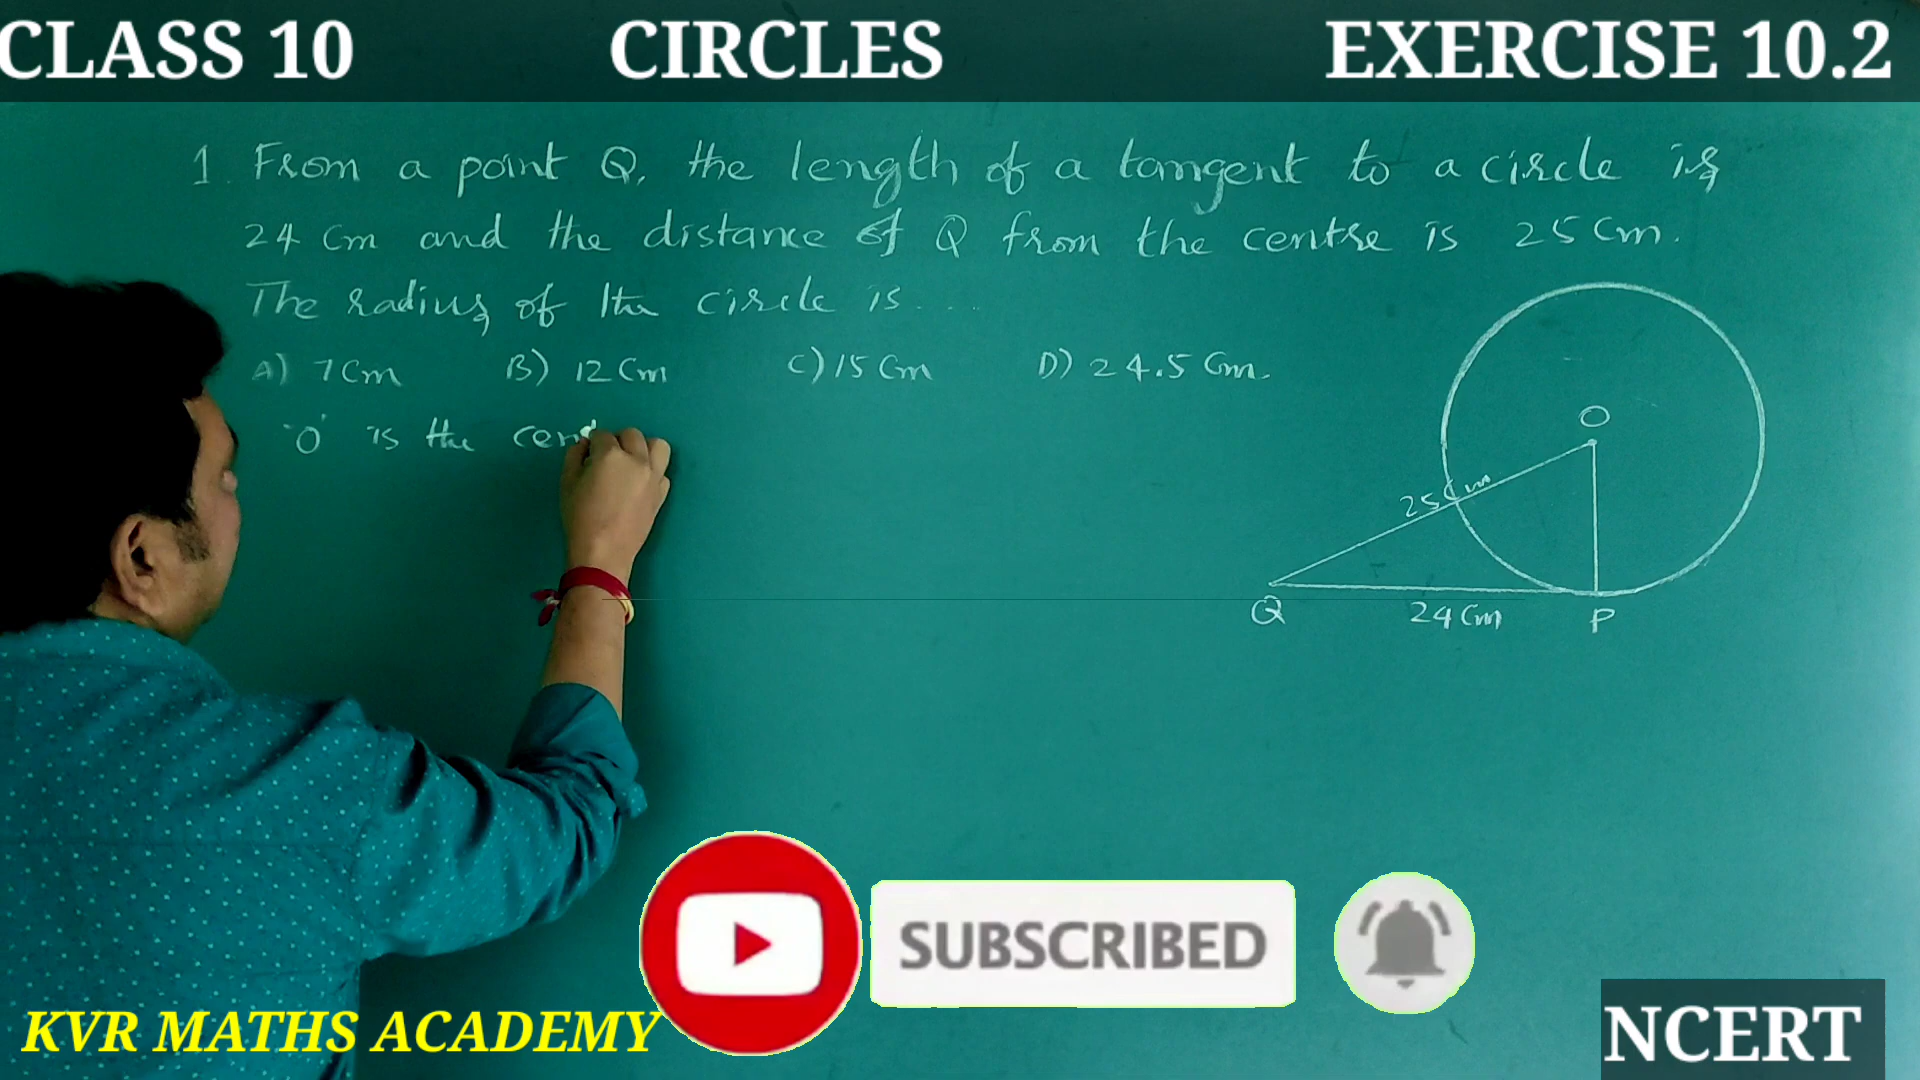 CLASS 10 CIRCLES EXERCISE 10.2
1. From a point Q, the length of a tangent to a circle is
24 cm and the distance of Q from the centre is 25 cm.
The radius of the circle is....
A) 7 cm B) 12 cm C) 15 cm D) 24.5 cm.
'O' is the cent
O
25 cm
Q 24 cm P
SUBSCRIBED
KVR MATHS ACADEMY
NCERT